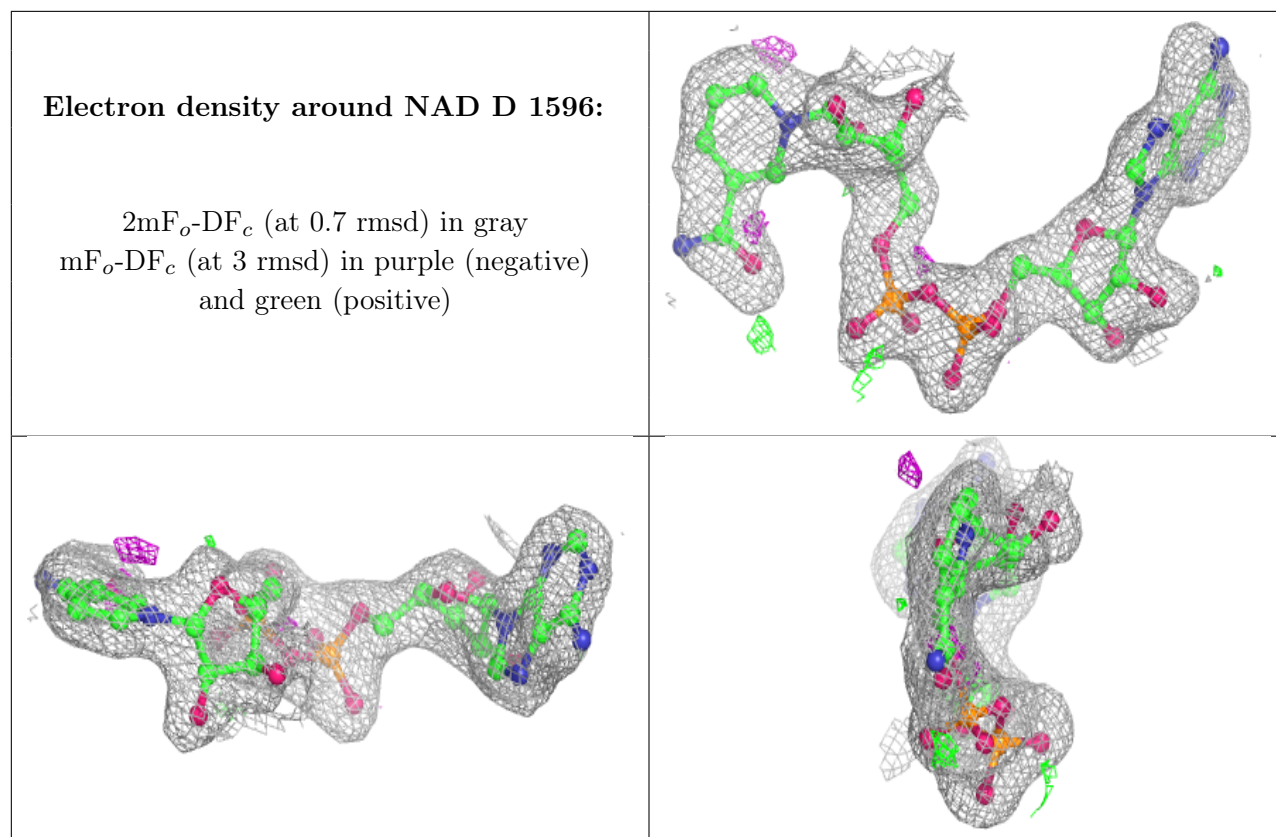 Electron density around NAD D 1596:
2mFo-DFc (at 0.7 rmsd) in gray
mFo-DFc (at 3 rmsd) in purple (negative)
and green (positive)